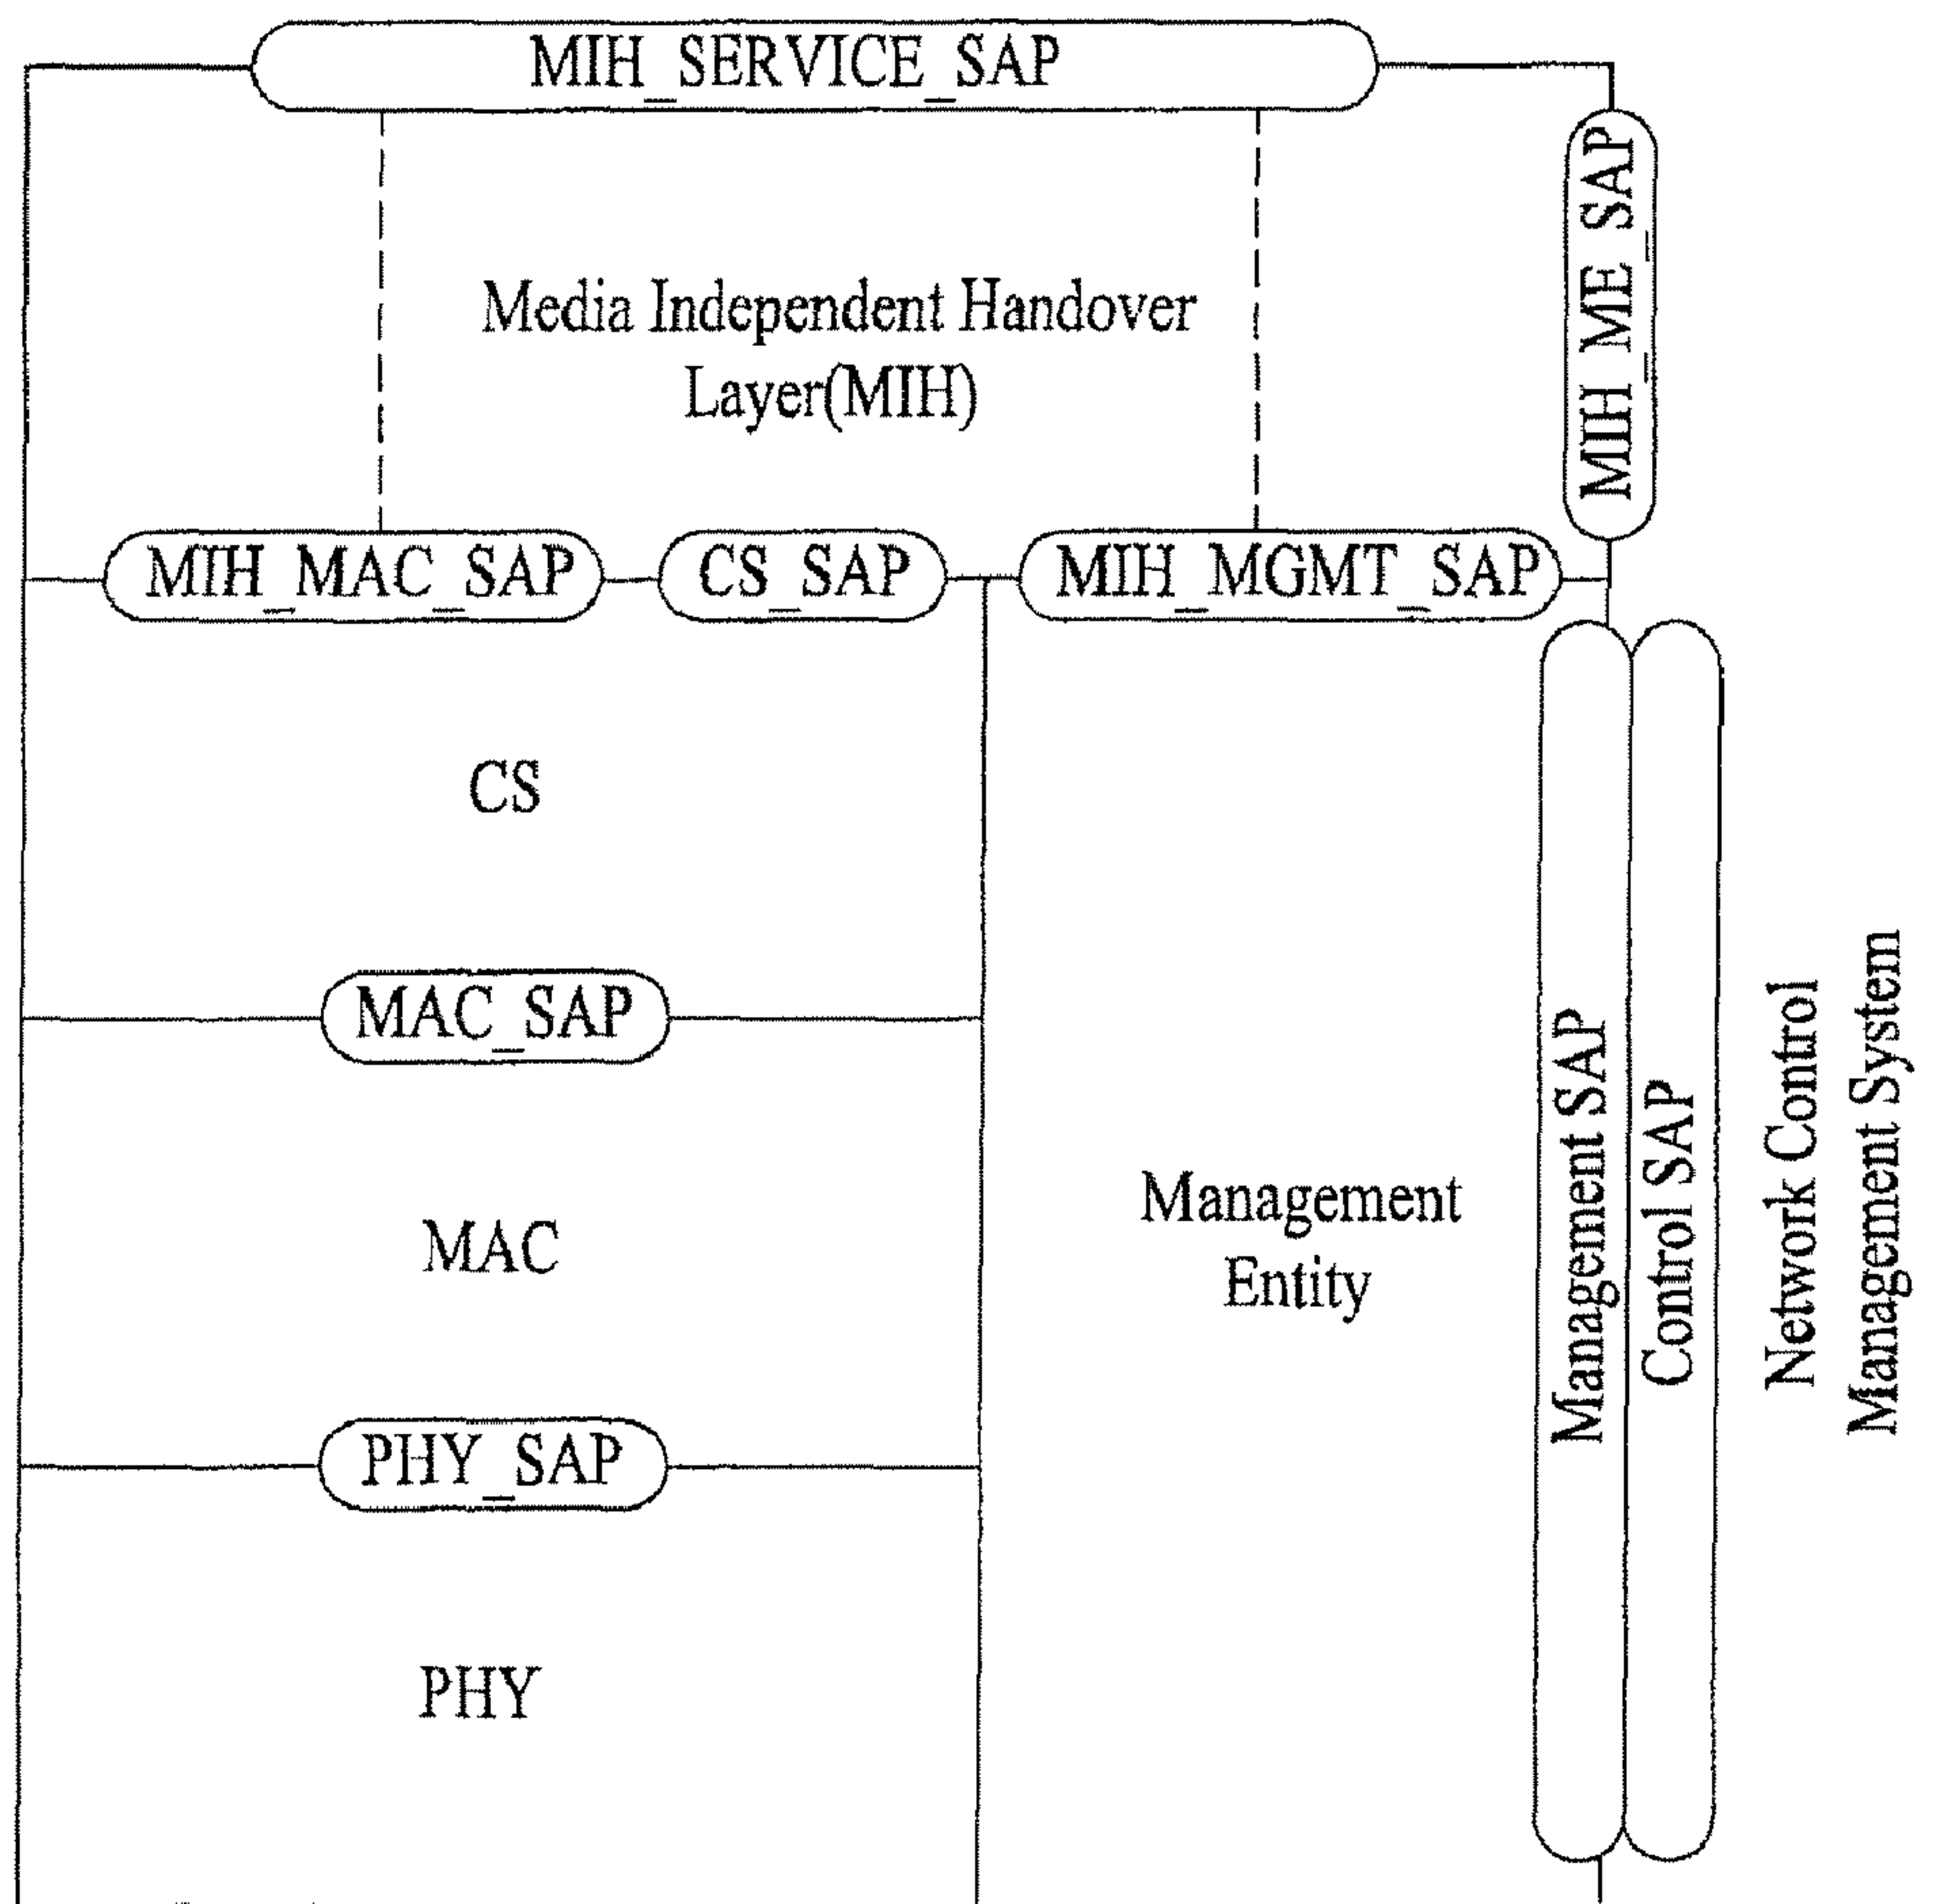 MIH_SERVICE_SAP
MIH_ME_SAP
Media Independent Handover
Layer(MIH)
MIH_MAC_SAP
CS_SAP
MIH_MGMT_SAP
CS
MAC_SAP
MAC
Management
Entity
Management SAP
Control SAP
Network Control
Management System
PHY_SAP
PHY